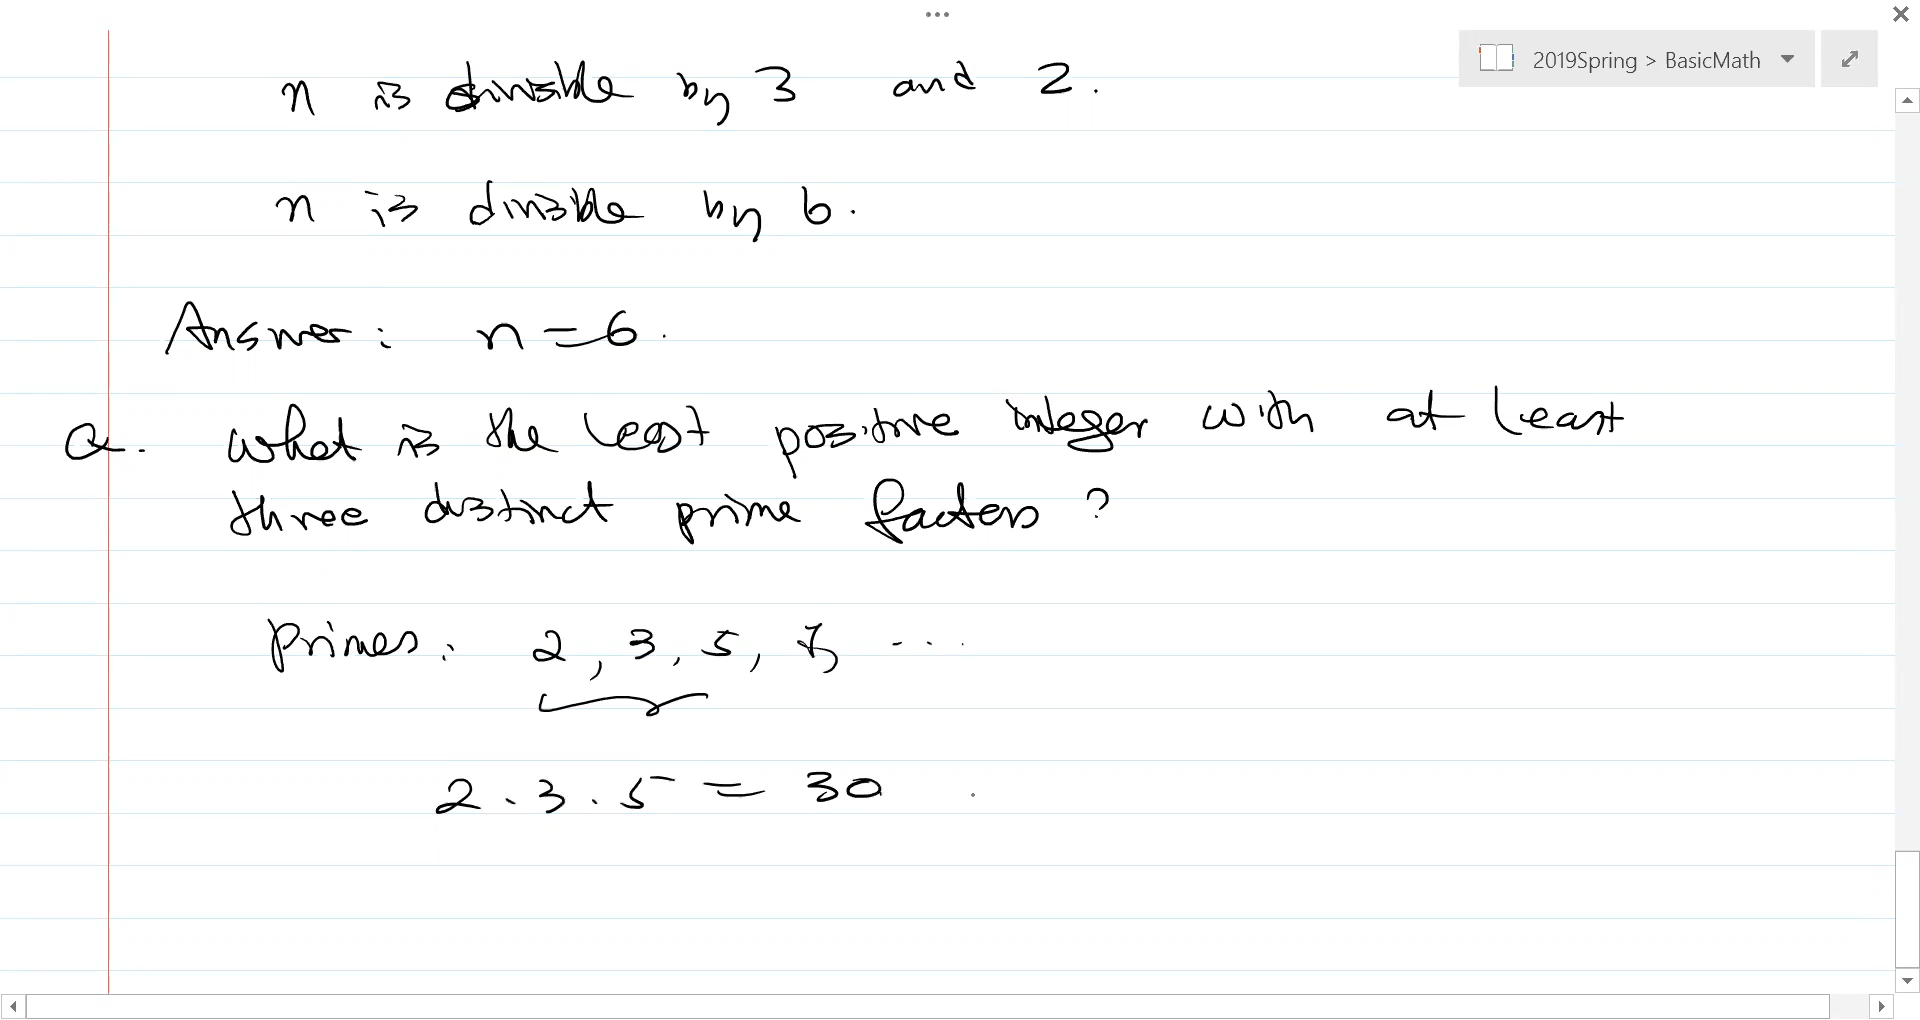 2019Spring > BasicMath
n is divisible by 3 and 2.
n is divisible by 6.
Answer: n = 6.
Q. What is the least positive integer with at least
three distinct prime factors?
Primes: 2, 3, 5, 7, ...
2 · 3 · 5 = 30